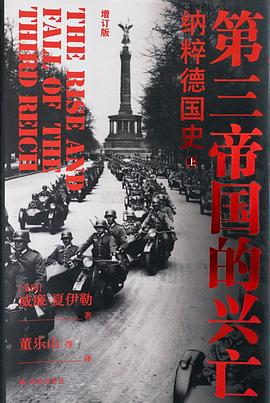 第三帝国的兴亡
纳粹德国史 上
增订版
THE RISE AND
FALL OF THE
THIRD REICH
威廉·夏伊勒
著
董乐山 等
译